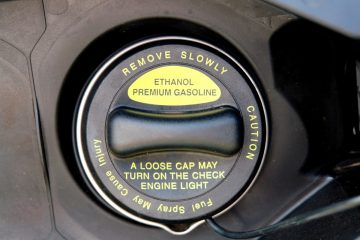 REMOVE SLOWLY
CAUTION
ETHANOL
PREMIUM GASOLINE
A LOOSE CAP MAY
TURN ON THE CHECK
ENGINE LIGHT
Fuel Spray May Cause Injury